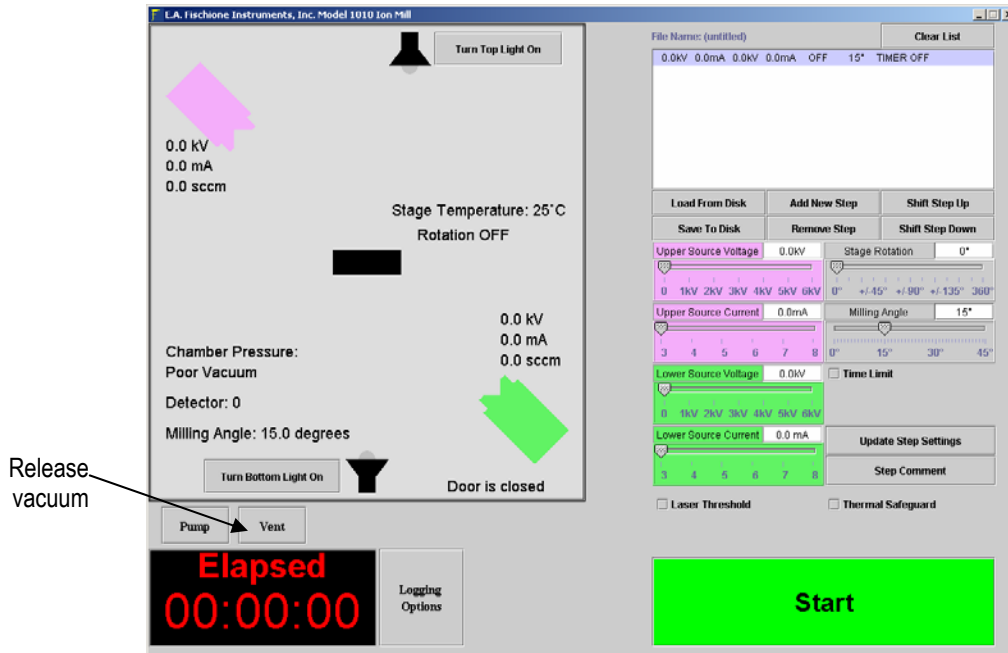 E.A. Fischione Instruments, Inc. Model 1010 Ion Mill
Turn Top Light On
0.0 kV
0.0 mA
0.0 sccm
Stage Temperature: 25°C
Rotation OFF
0.0 kV
0.0 mA
0.0 sccm
Chamber Pressure:
Poor Vacuum
Detector: 0
Milling Angle: 15.0 degrees
Turn Bottom Light On
Door is closed
Release
vacuum
Pump
Vent
Elapsed
00:00:00
Logging
Options
File Name: (untitled)
Clear List
0.0kV 0.0mA 0.0kV 0.0mA OFF 15° TIMER OFF
Load From Disk
Add New Step
Shift Step Up
Save To Disk
Remove Step
Shift Step Down
Upper Source Voltage 0.0kV
0 1kV 2kV 3kV 4kV 5kV 6kV
Stage Rotation 0°
0° +/-45° +/-90° +/-135° 360°
Upper Source Current 0.0mA
3 4 5 6 7 8
Milling Angle 15°
0° 15° 30° 45°
Lower Source Voltage 0.0kV
0 1kV 2kV 3kV 4kV 5kV 6kV
Time Limit
Lower Source Current 0.0 mA
3 4 5 6 7 8
Update Step Settings
Step Comment
Laser Threshold
Thermal Safeguard
Start